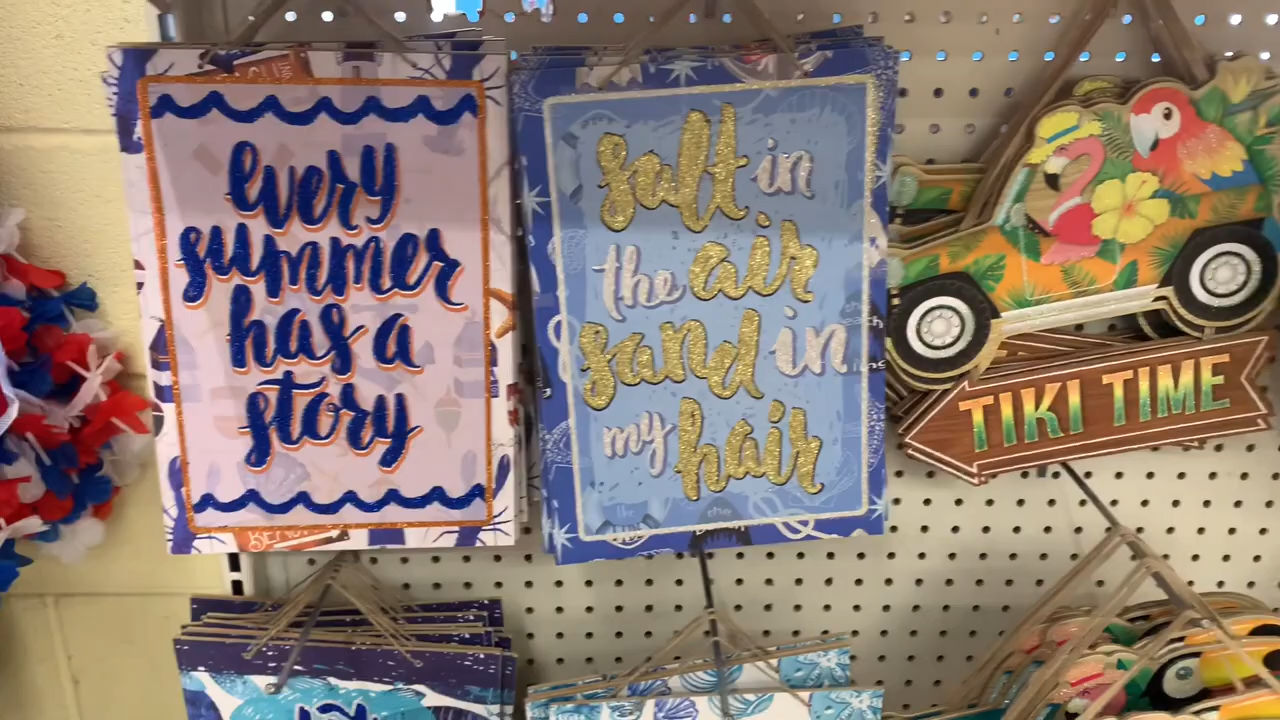 every
summer
has a
story
salt in
the air
sand in
my hair
TIKI TIME